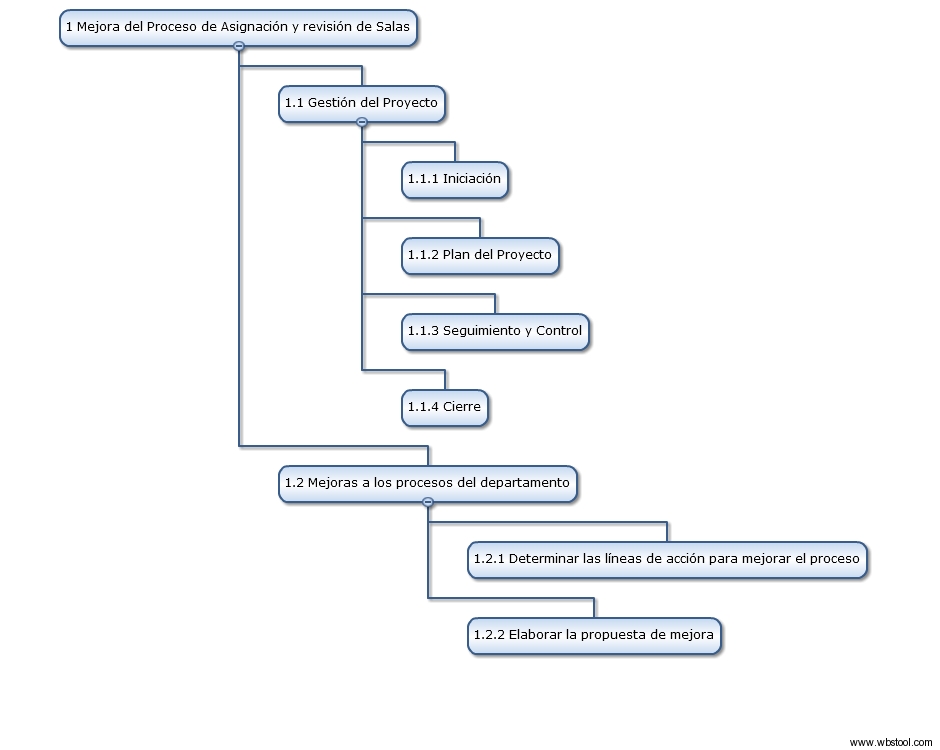 1 Mejora del Proceso de Asignación y revisión de Salas
1.1 Gestión del Proyecto
1.1.1 Iniciación
1.1.2 Plan del Proyecto
1.1.3 Seguimiento y Control
1.1.4 Cierre
1.2 Mejoras a los procesos del departamento
1.2.1 Determinar las líneas de acción para mejorar el proceso
1.2.2 Elaborar la propuesta de mejora
www.wbstool.com